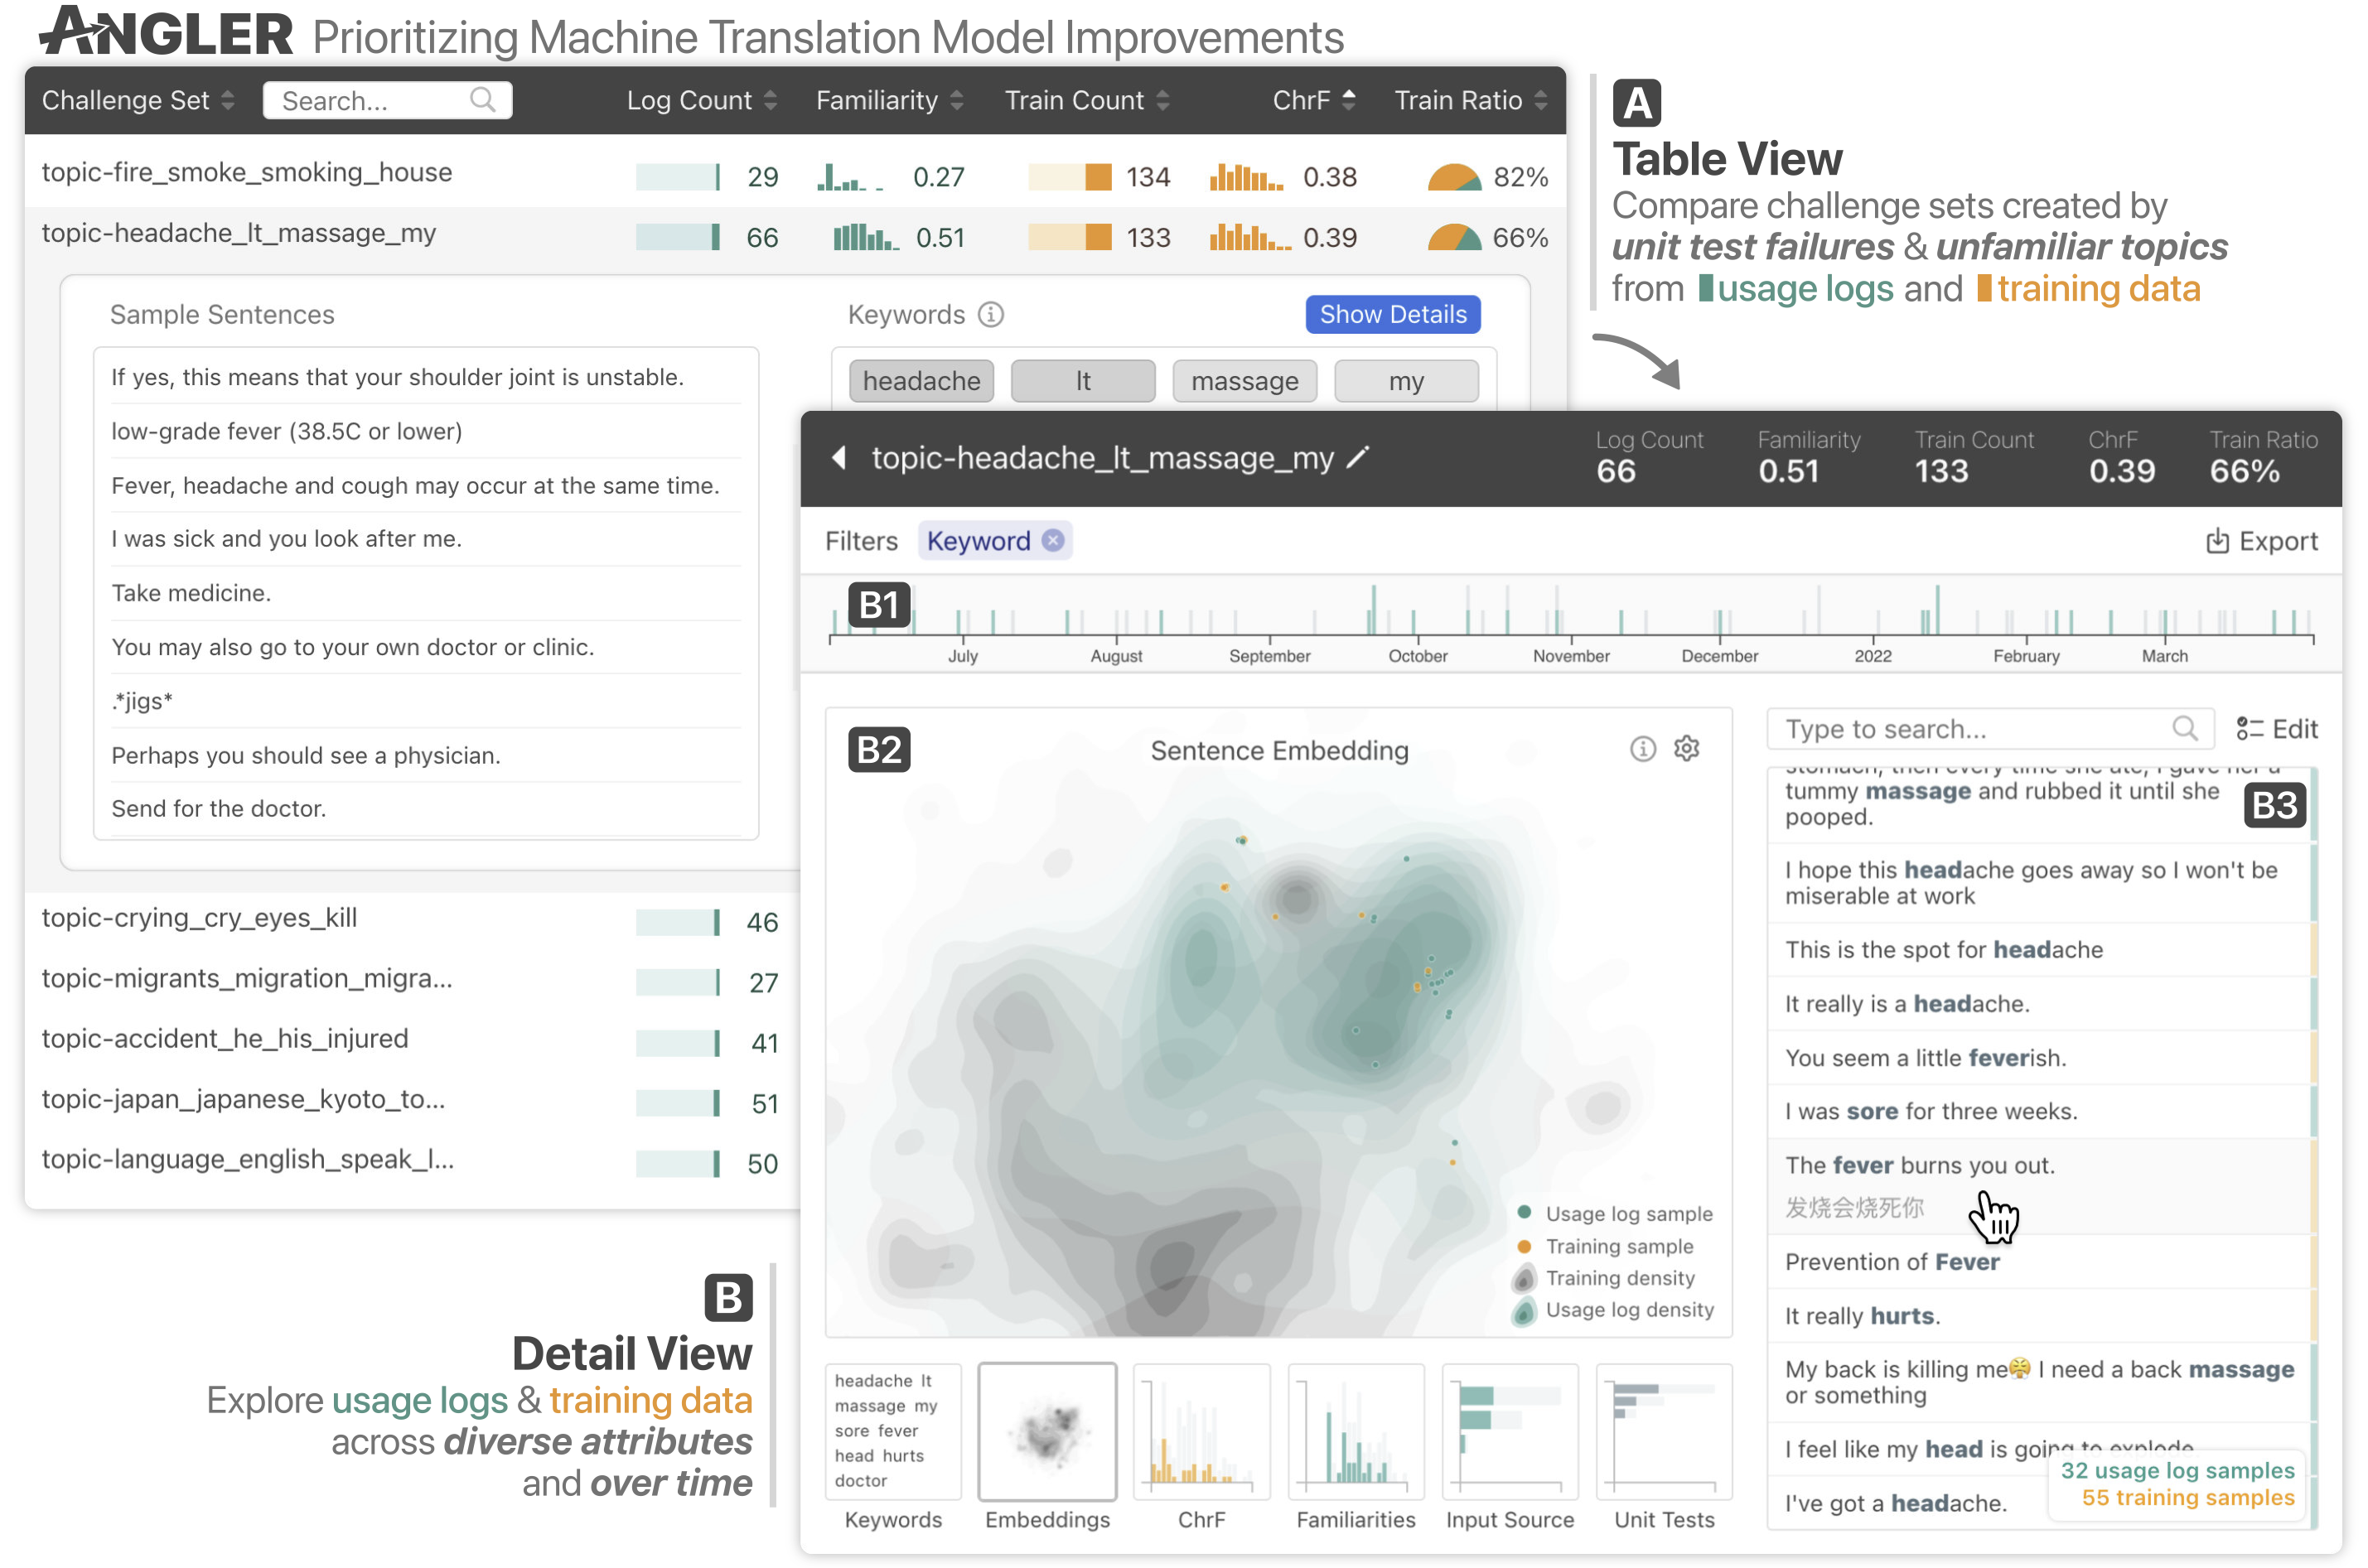 ANGLER Prioritizing Machine Translation Model Improvements
Challenge Set Search... Log Count Familiarity Train Count ChrF Train Ratio
topic-fire_smoke_smoking_house 29 0.27 134 0.38 82%
topic-headache_lt_massage_my 66 0.51 133 0.39 66%
Sample Sentences
If yes, this means that your shoulder joint is unstable.
low-grade fever (38.5C or lower)
Fever, headache and cough may occur at the same time.
I was sick and you look after me.
Take medicine.
You may also go to your own doctor or clinic.
.*jigs*
Perhaps you should see a physician.
Send for the doctor.
Keywords
Show Details
headache lt massage my
topic-crying_cry_eyes_kill 46
topic-migrants_migration_migra... 27
topic-accident_he_his_injured 41
topic-japan_japanese_kyoto_to... 51
topic-language_english_speak_l... 50
A
Table View
Compare challenge sets created by
unit test failures & unfamiliar topics
from usage logs and training data
topic-headache_lt_massage_my
Log Count Familiarity Train Count ChrF Train Ratio
66 0.51 133 0.39 66%
Filters Keyword Export
B1
July August September October November December 2022 February March
B2
Sentence Embedding
Usage log sample
Training sample
Training density
Usage log density
Type to search... Edit
B3
stomach, then every time she ate, I gave her a
tummy massage and rubbed it until she
pooped.
I hope this headache goes away so I won't be
miserable at work
This is the spot for headache
It really is a headache.
You seem a little feverish.
I was sore for three weeks.
The fever burns you out.
发烧会烧死你
Prevention of Fever
It really hurts.
My back is killing me😤 I need a back massage
or something
I feel like my head is going to explode
I've got a headache.
32 usage log samples
55 training samples
headache lt
massage my
sore fever
head hurts
doctor
Keywords Embeddings ChrF Familiarities Input Source Unit Tests
B
Detail View
Explore usage logs & training data
across diverse attributes
and over time